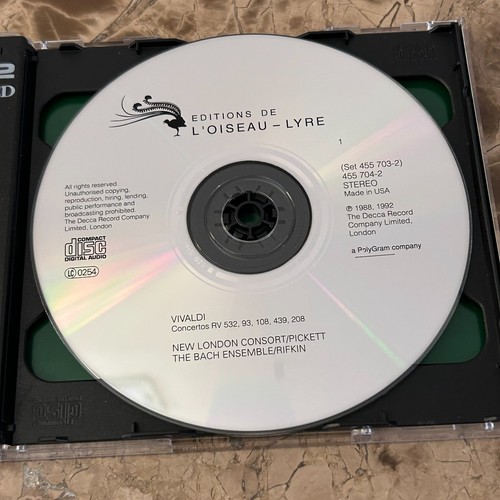 2
CD
EDITIONS DE
L'OISEAU-LYRE
1
All rights reserved
Unauthorised copying,
reproduction, hiring, lending,
public performance and
broadcasting prohibited.
The Decca Record Company
Limited, London
COMPACT
disc
DIGITAL AUDIO
LC 0254
(Set 455 703-2)
455 704-2
STEREO
Made in USA
℗ 1988, 1992
The Decca Record
Company Limited,
London
a PolyGram company
VIVALDI
Concertos RV 532, 93, 108, 439, 208
NEW LONDON CONSORT/PICKETT
THE BACH ENSEMBLE/RIFKIN